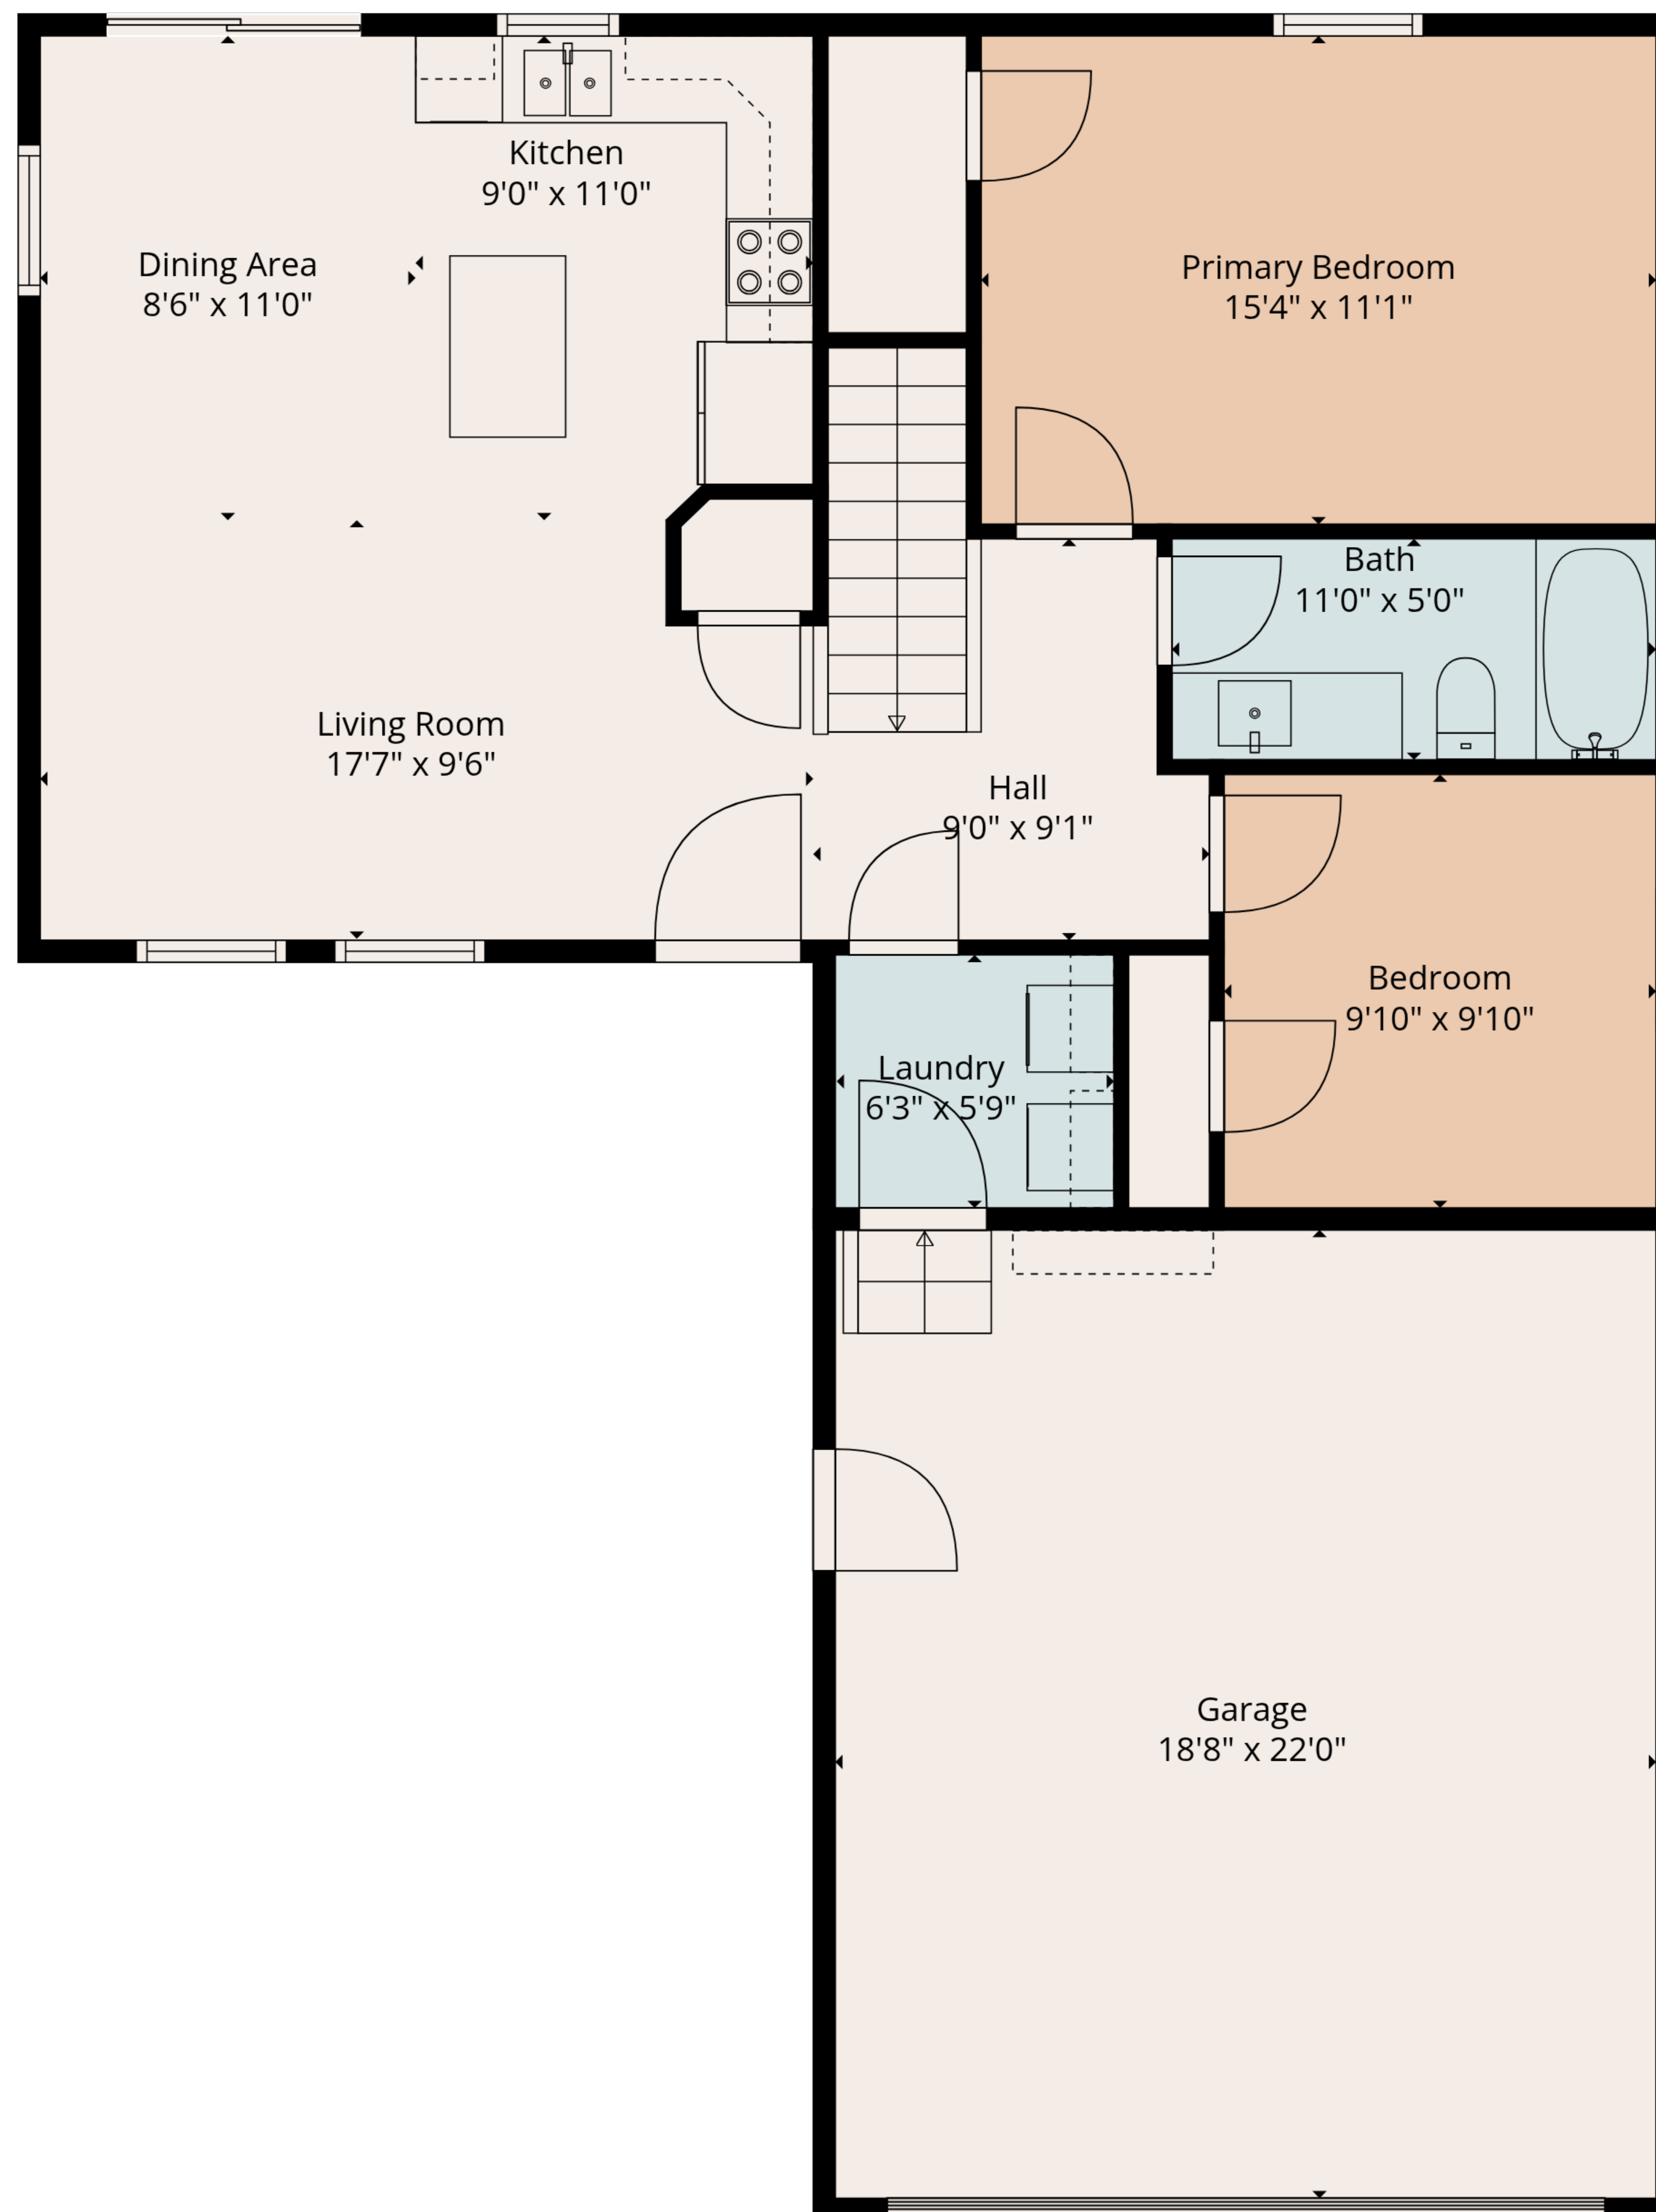 Kitchen
9'0" x 11'0"
Dining Area
8'6" x 11'0"
Primary Bedroom
15'4" x 11'1"
Bath
11'0" x 5'0"
Living Room
17'7" x 9'6"
Hall
9'0" x 9'1"
Bedroom
9'10" x 9'10"
Laundry
6'3" x 5'9"
Garage
18'8" x 22'0"